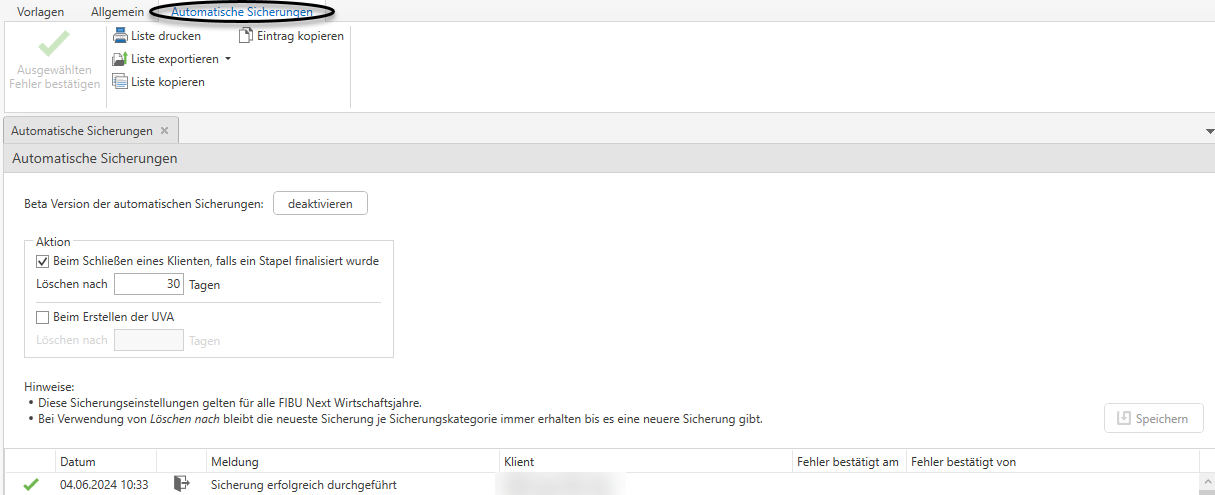 Vorlagen Allgemein Automatische Sicherungen
Liste drucken Eintrag kopieren
Liste exportieren
Ausgewählten
Fehler bestätigen
Liste kopieren
Automatische Sicherungen
Automatische Sicherungen
Beta Version der automatischen Sicherungen: deaktivieren
Aktion
Beim Schließen eines Klienten, falls ein Stapel finalisiert wurde
Löschen nach 30 Tagen
Beim Erstellen der UVA
Löschen nach Tagen
Hinweise:
• Diese Sicherungseinstellungen gelten für alle FIBU Next Wirtschaftsjahre.
• Bei Verwendung von Löschen nach bleibt die neueste Sicherung je Sicherungskategorie immer erhalten bis es eine neuere Sicherung gibt.
Speichern
Datum Meldung Klient Fehler bestätigt am Fehler bestätigt von
04.06.2024 10:33 Sicherung erfolgreich durchgeführt